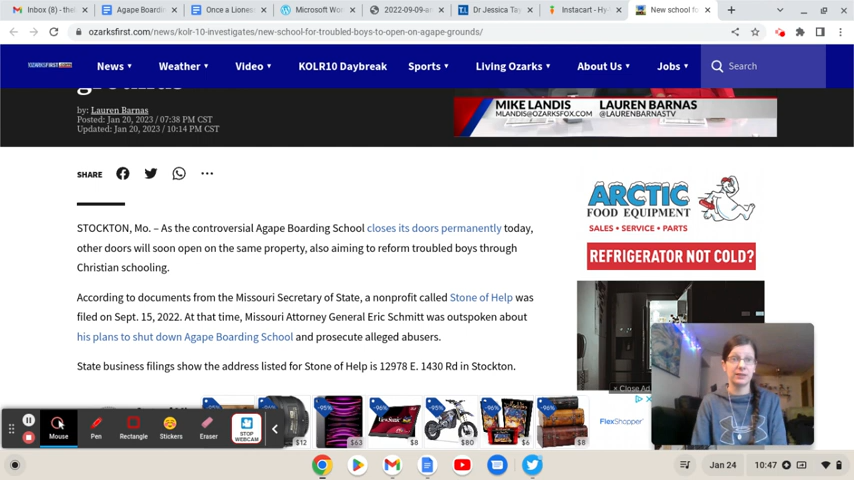 Inbox (8) - the
Agape Boardin
Once a Liones
Microsoft Wo
2022-09-09-a
Dr Jessica Tay
Instacart - Hy
New school fo
ozarksfirst.com/news/kolr-10-investigates/new-school-for-troubled-boys-to-open-on-agape-grounds/
OZARKSFIRST.COM
News
Weather
Video
KOLR10 Daybreak
Sports
Living Ozarks
About Us
Jobs
Search
grounds
by: Lauren Barnas
Posted: Jan 20, 2023 / 07:38 PM CST
Updated: Jan 20, 2023 / 10:14 PM CST
MIKE LANDIS
MLANDIS@OZARKSFOX.COM
LAUREN BARNAS
@LAURENBARNASTV
SHARE
STOCKTON, Mo. – As the controversial Agape Boarding School closes its doors permanently today,
other doors will soon open on the same property, also aiming to reform troubled boys through
Christian schooling.
According to documents from the Missouri Secretary of State, a nonprofit called Stone of Help was
filed on Sept. 15, 2022. At that time, Missouri Attorney General Eric Schmitt was outspoken about
his plans to shut down Agape Boarding School and prosecute alleged abusers.
State business filings show the address listed for Stone of Help is 12978 E. 1430 Rd in Stockton.
ARCTIC
FOOD EQUIPMENT
SALES • SERVICE • PARTS
REFRIGERATOR NOT COLD?
Close Ad
-95%
-96%
-95%
-96%
-96%
$12
$63
$8
$80
$6
$8
FlexShopper
Mouse
Pen
Rectangle
Stickers
Eraser
STOP
WEBCAM
Jan 24
10:47